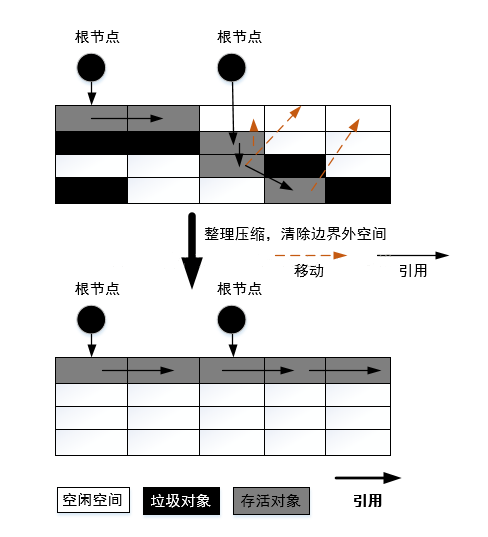 根节点
根节点
整理压缩，清除边界外空间
移动
引用
根节点
根节点
空闲空间
垃圾对象
存活对象
引用